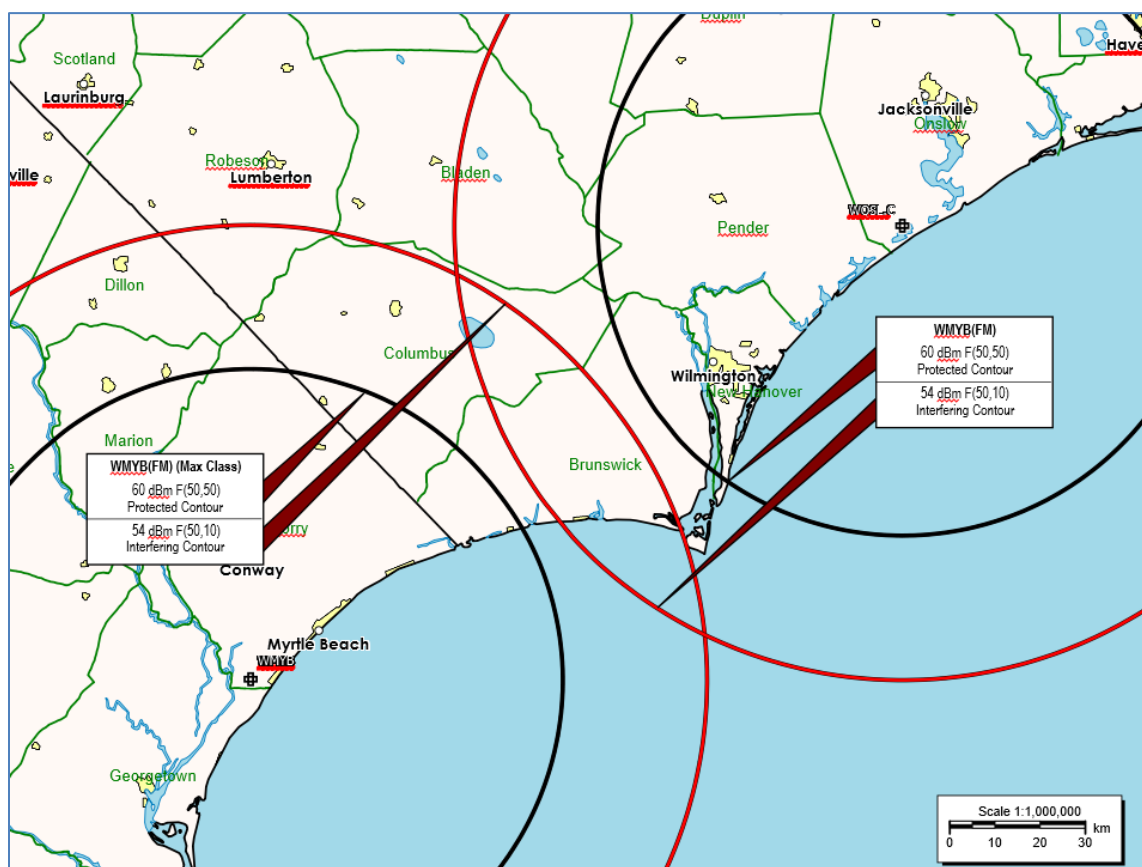 Duplin
Scotland
Have
Laurinburg
Jacksonville
Onslow
Robeson
Lumberton
Bladen
ville
WQSL-C
Pender
Dillon
WMYB(FM)
60 dBm F(50,50)
Protected Contour
54 dBm F(50,10)
Interfering Contour
Columbus
Wilmington
New Hanover
Marion
Brunswick
WMYB(FM) (Max Class)
60 dBm F(50,50)
Protected Contour
54 dBm F(50,10)
Interfering Contour
orry
Conway
Myrtle Beach
WMYB
Georgetown
Scale 1:1,000,000
0 10 20 30 km